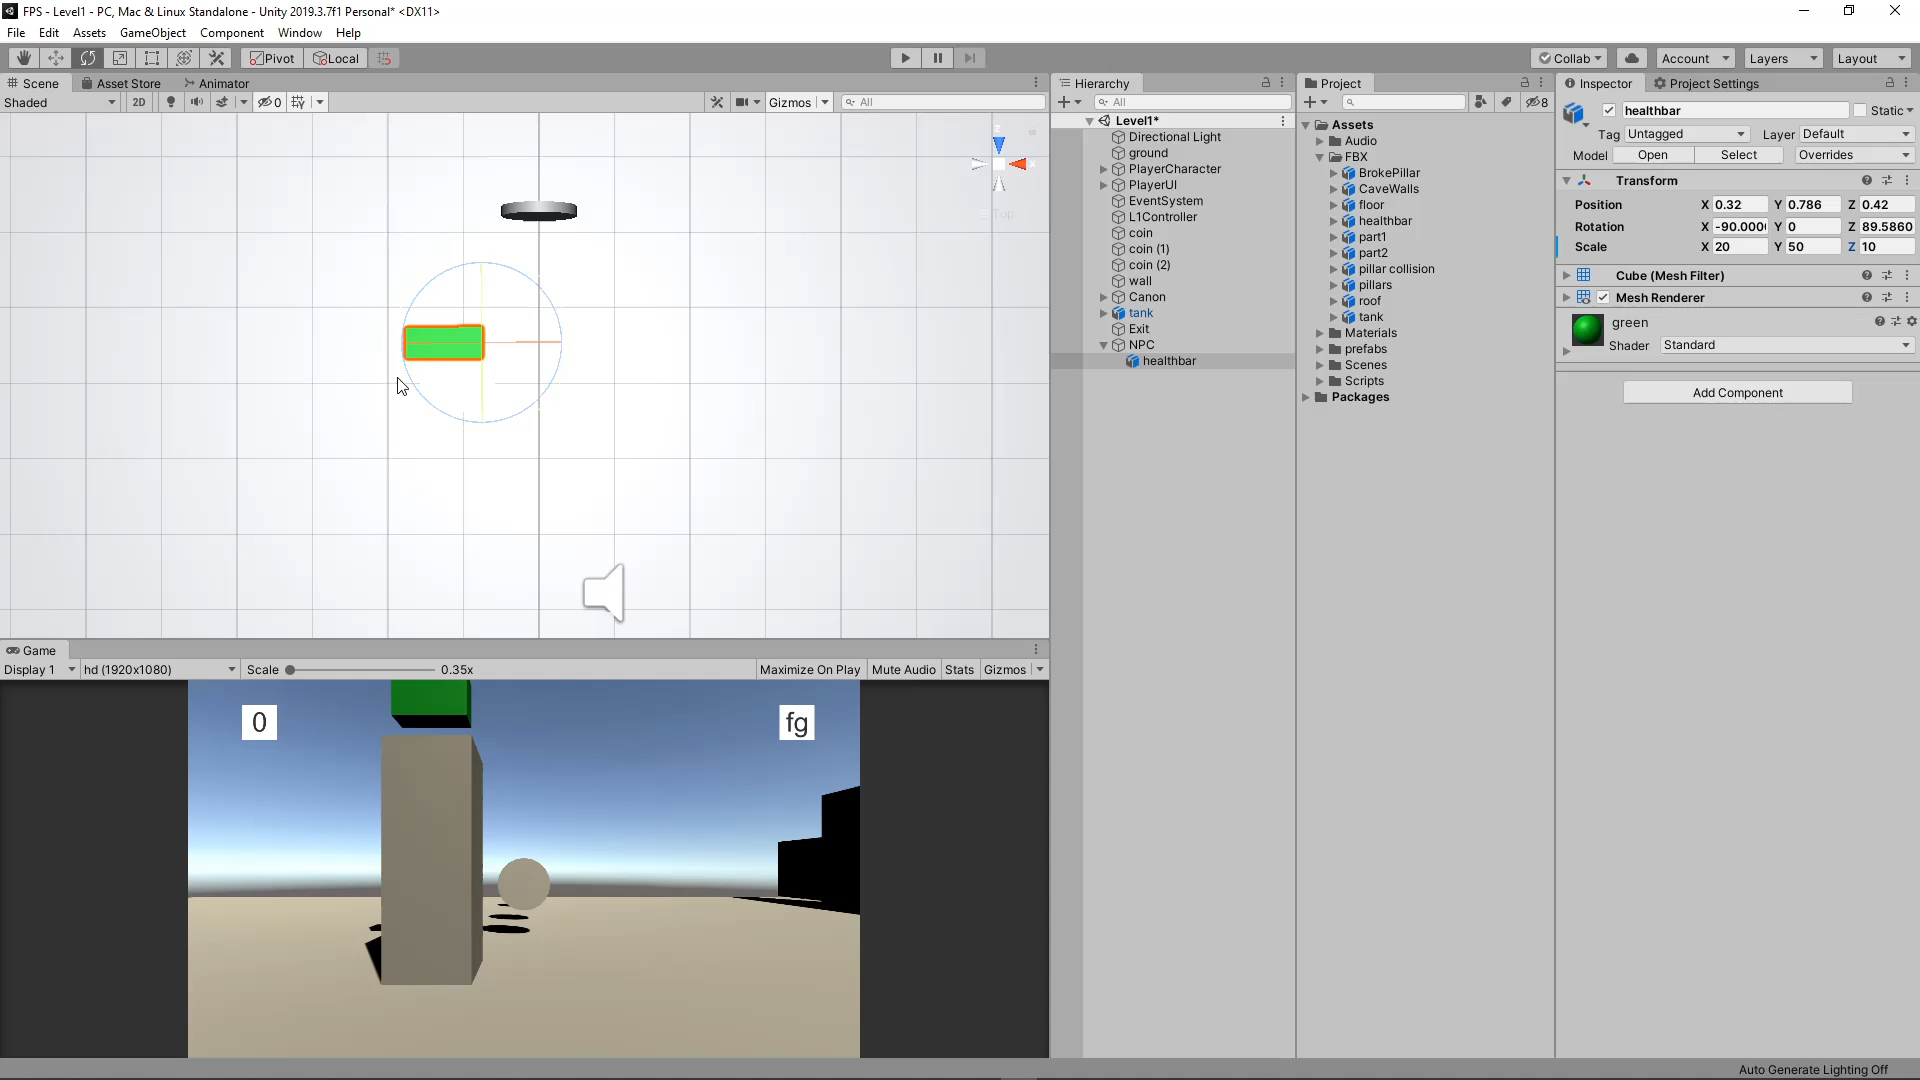 FPS - Level1 - PC, Mac & Linux Standalone - Unity 2019.3.7f1 Personal* <DX11>
File Edit Assets GameObject Component Window Help
Pivot Local Collab Account Layers Layout
Scene Asset Store Animator
Shaded 2D 0 Gizmos All
Top
Hierarchy
All
Level1*
Directional Light
ground
PlayerCharacter
PlayerUI
EventSystem
L1Controller
coin
coin (1)
coin (2)
wall
Canon
tank
Exit
NPC
healthbar
Project
8
Assets
Audio
FBX
BrokePillar
CaveWalls
floor
healthbar
part1
part2
pillar collision
pillars
roof
tank
Materials
prefabs
Scenes
Scripts
Packages
Inspector Project Settings
healthbar Static
Tag Untagged Layer Default
Model Open Select Overrides
Transform
Position X 0.32 Y 0.786 Z 0.42
Rotation X -90.000( Y 0 Z 89.5860
Scale X 20 Y 50 Z 10
Cube (Mesh Filter)
Mesh Renderer
green
Shader Standard
Add Component
Game
Display 1 hd (1920x1080) Scale 0.35x Maximize On Play Mute Audio Stats Gizmos
0 fg
Auto Generate Lighting Off